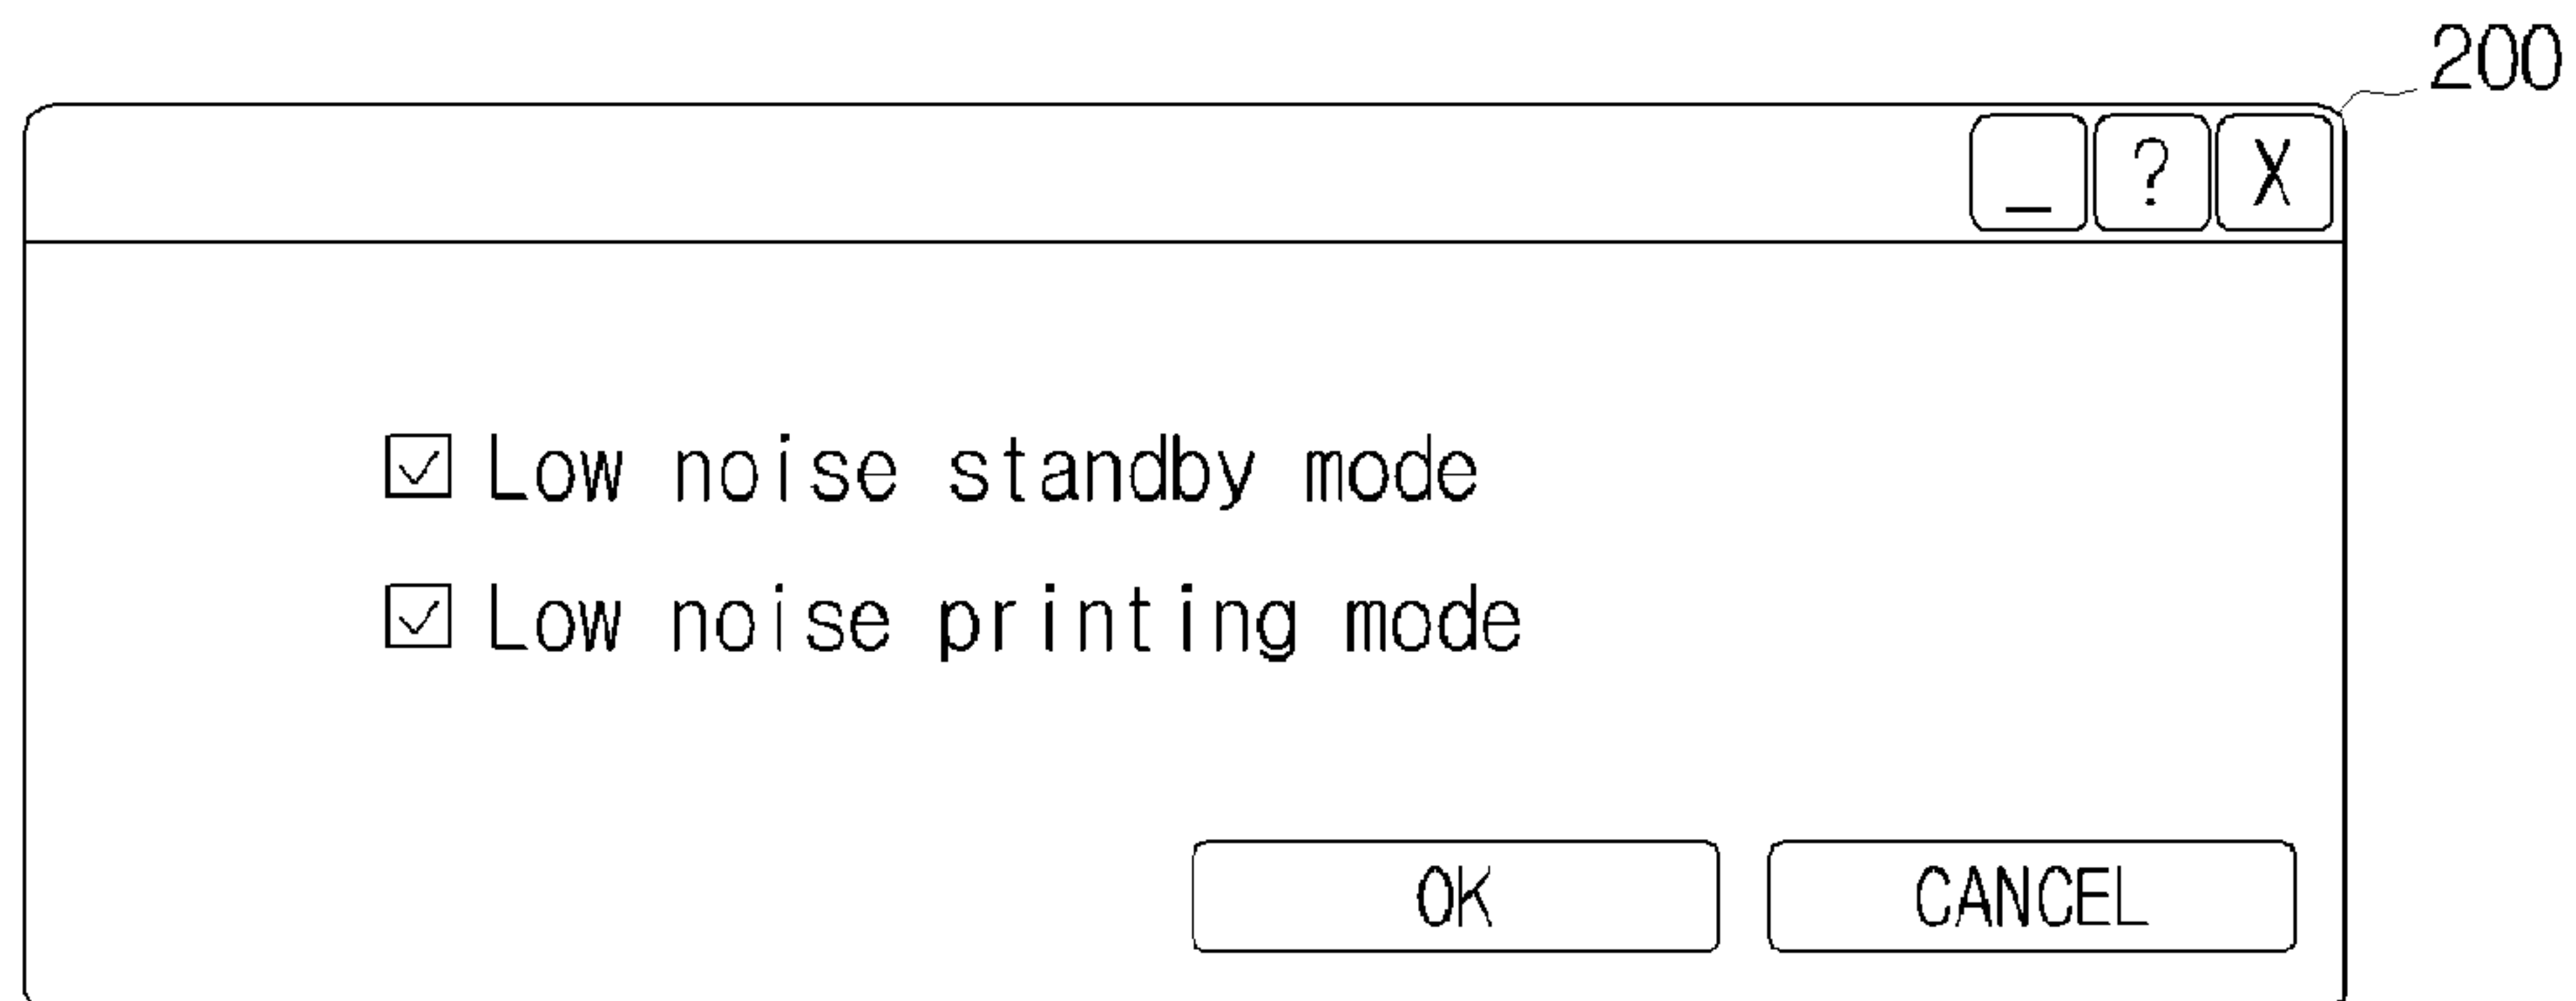 200
_ ? X
Low noise standby mode
Low noise printing mode
OK CANCEL